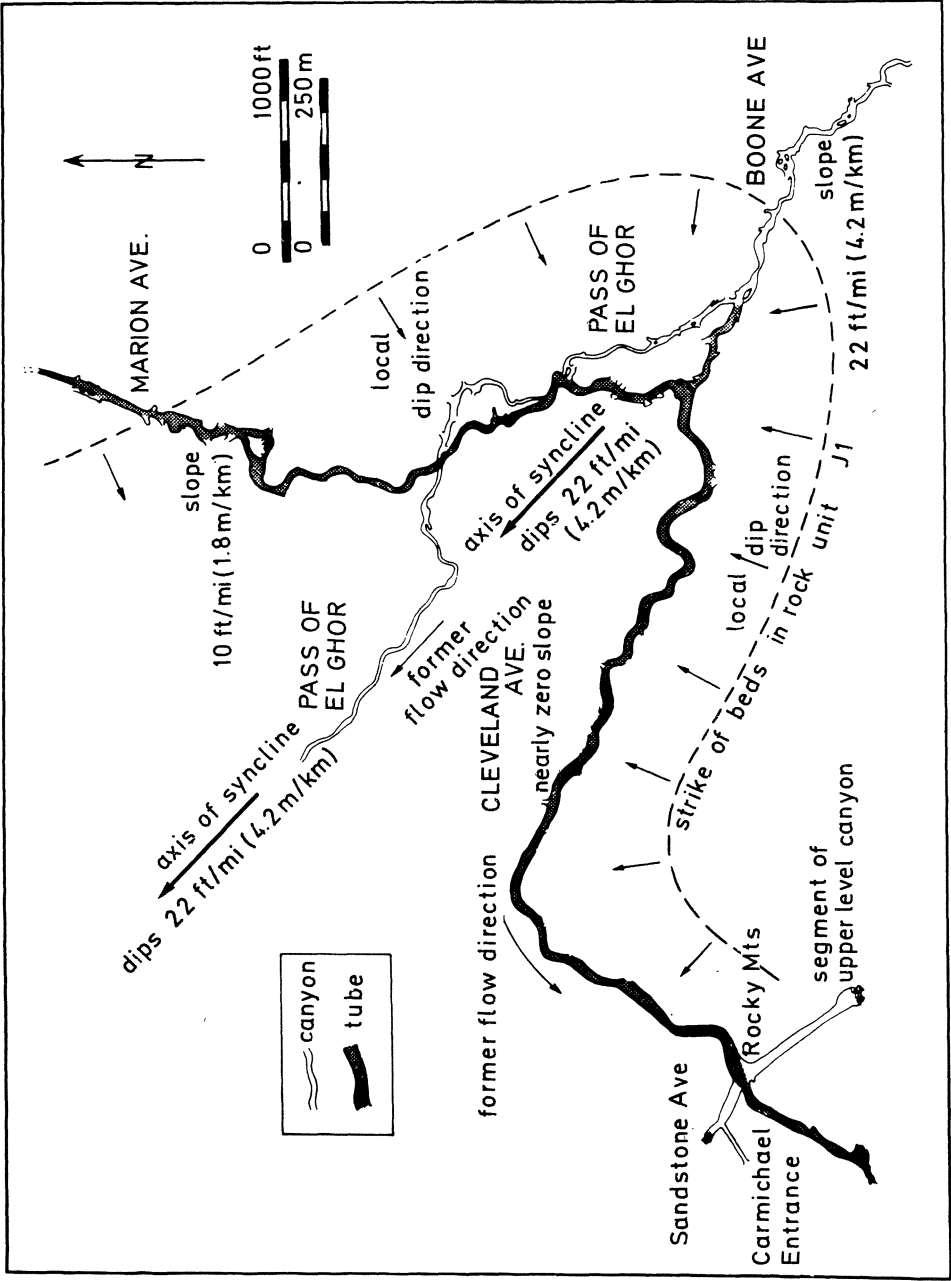 MARION AVE.
1000 ft
0
250 m
0
N
slope
10 ft/mi (1.8 m/km)
local
dip direction
axis of syncline
dips 22 ft/mi (4.2 m/km)
PASS OF
EL GHOR
former
flow direction
canyon
tube
former flow direction
CLEVELAND
AVE.
nearly zero slope
axis of syncline
dips 22 ft/mi
(4.2 m/km)
PASS OF
EL GHOR
BOONE AVE
slope
22 ft/mi (4.2 m/km)
Sandstone Ave
Carmichael
Entrance
Rocky Mts
segment of
upper level canyon
local dip
direction
strike of beds in rock unit J1